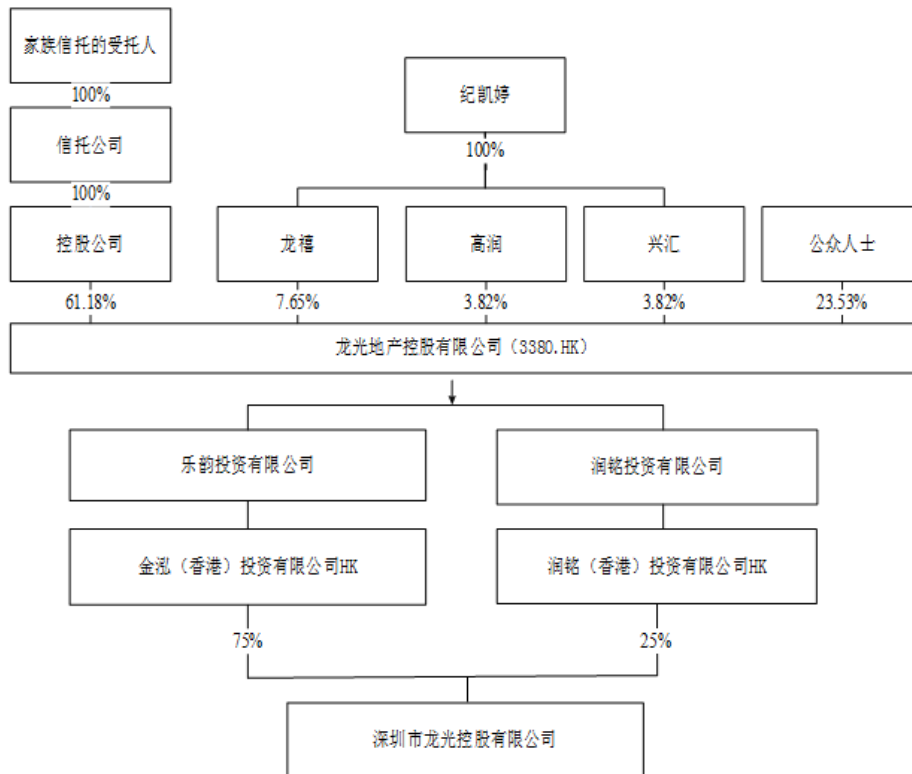 家族信托的受托人
100%
信托公司
100%
控股公司
61.18%
纪凯婷
100%
龙禧
高润
兴汇
公众人士
7.65%
3.82%
3.82%
23.53%
龙光地产控股有限公司（3380.HK）
乐韵投资有限公司
润铭投资有限公司
金泓（香港）投资有限公司HK
润铭（香港）投资有限公司HK
75%
25%
深圳市龙光控股有限公司